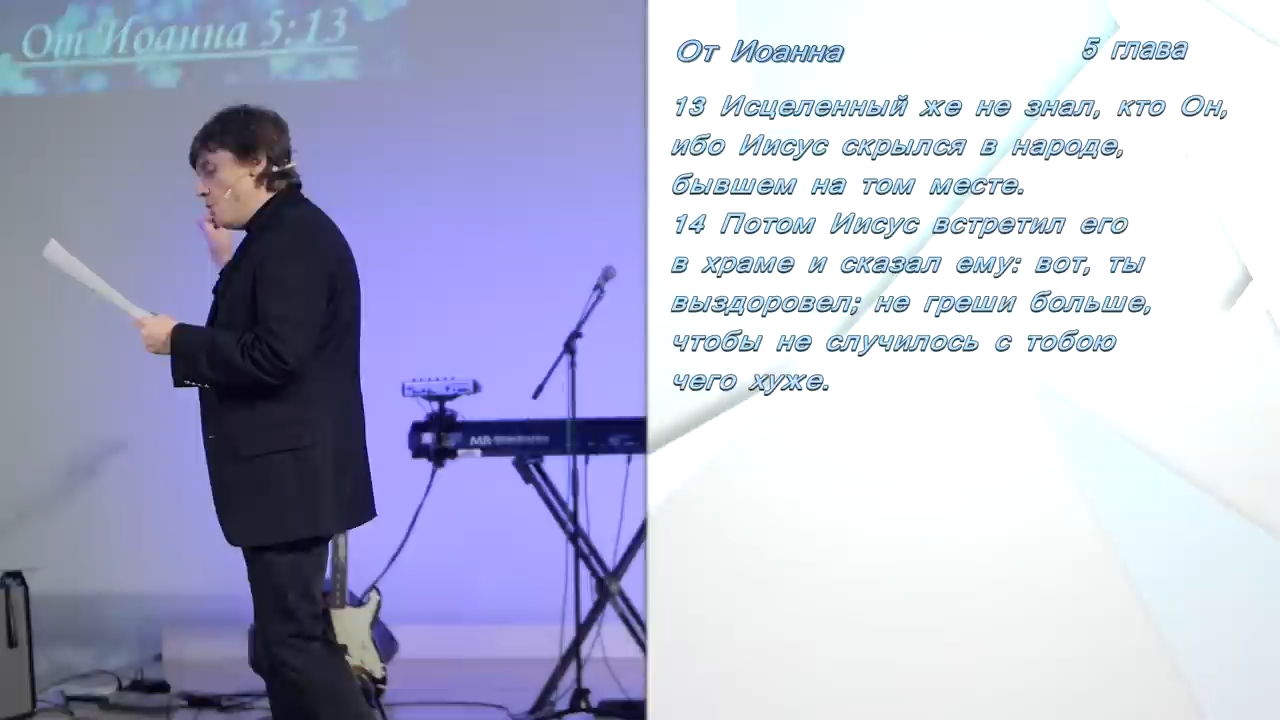 От Иоанна 5:13
От Иоанна 5 глава
13 Исцеленный же не знал, кто Он,
ибо Иисус скрылся в народе,
бывшем на том месте.
14 Потом Иисус встретил его
в храме и сказал ему: вот, ты
выздоровел; не греши больше,
чтобы не случилось с тобою
чего хуже.